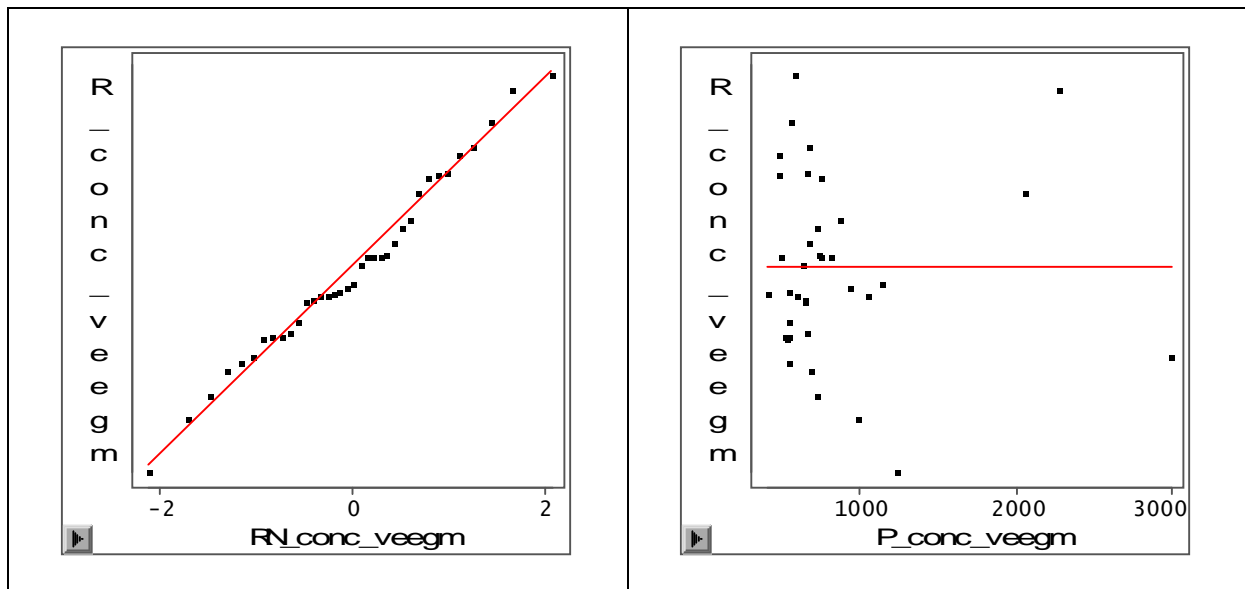 R
_
c
o
n
c
_
v
e
e
g
m
-2
0
2
RN_conc_veegm
R
_
c
o
n
c
_
v
e
e
g
m
1000
2000
3000
P_conc_veegm